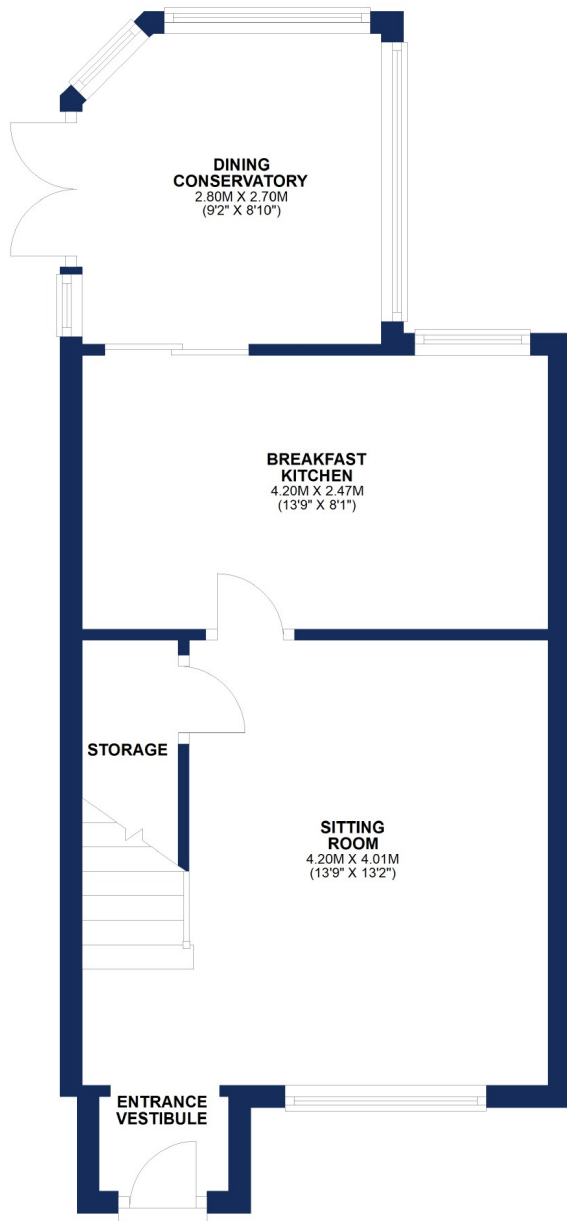 DINING
CONSERVATORY
2.80M X 2.70M
(9'2" X 8'10")
BREAKFAST
KITCHEN
4.20M X 2.47M
(13'9" X 8'1")
STORAGE
SITTING
ROOM
4.20M X 4.01M
(13'9" X 13'2")
ENTRANCE
VESTIBULE